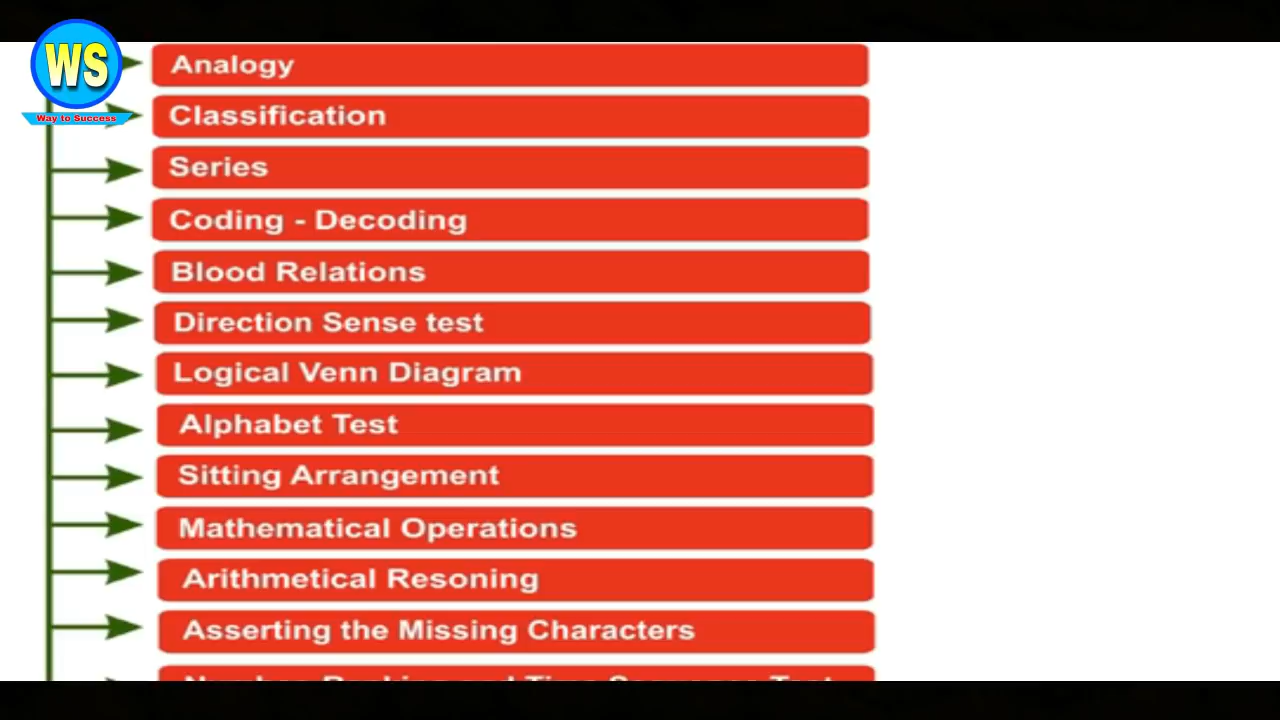 WS
Way to Success
Analogy
Classification
Series
Coding - Decoding
Blood Relations
Direction Sense test
Logical Venn Diagram
Alphabet Test
Sitting Arrangement
Mathematical Operations
Arithmetical Resoning
Asserting the Missing Characters